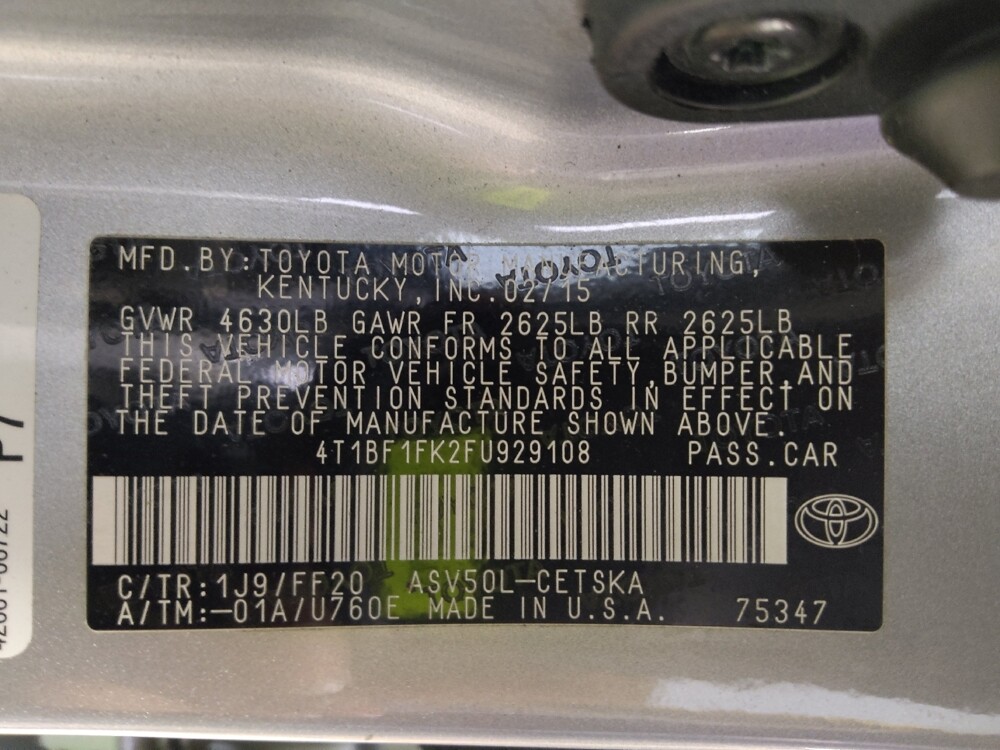 MFD.BY:TOYOTA MOTOR MANUFACTURING,
KENTUCKY,INC.02/15
GVWR 4630LB GAWR FR 2625LB RR 2625LB
THIS VEHICLE CONFORMS TO ALL APPLICABLE
FEDERAL MOTOR VEHICLE SAFETY,BUMPER,AND
THEFT PREVENTION STANDARDS IN EFFECT ON
THE DATE OF MANUFACTURE SHOWN ABOVE.
4T1BF1FK2FU929108 PASS.CAR
C/TR:1J9/FF20 ASV50L-CETSKA
A/TM:-01A/U760E MADE IN U.S.A. 75347
TOYOTA
P7